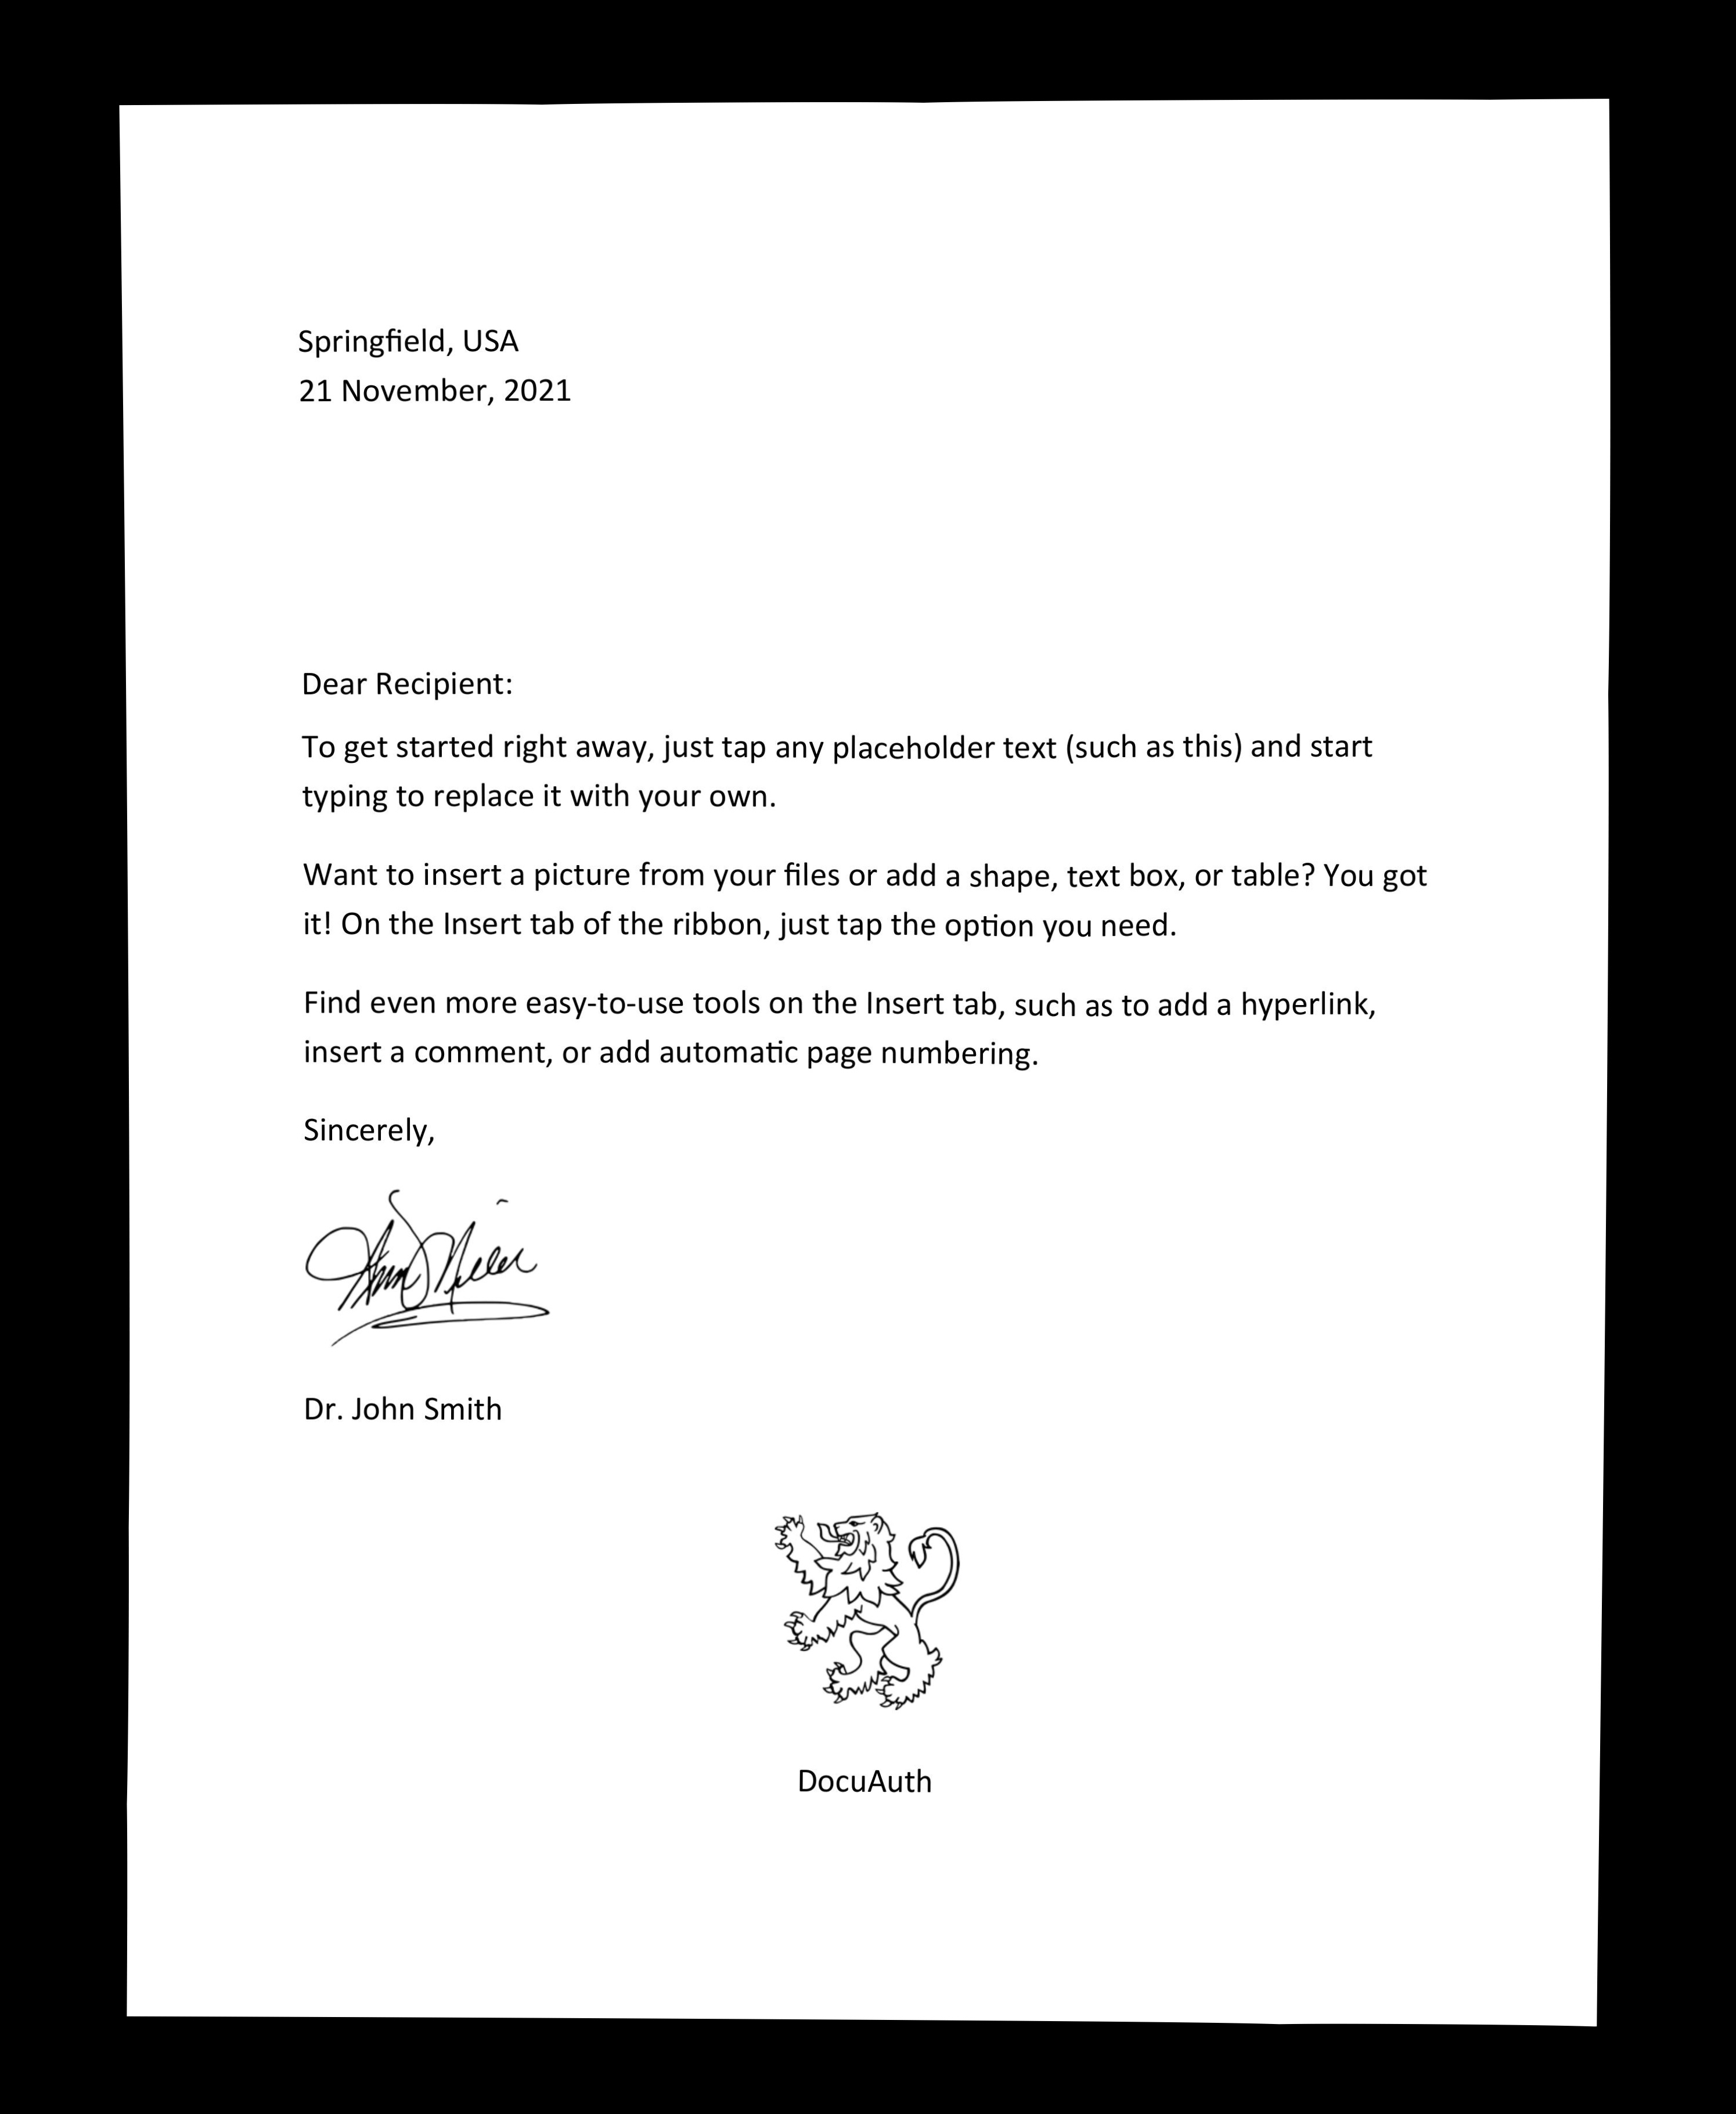 Springfield, USA
21 November, 2021
Dear Recipient:
To get started right away, just tap any placeholder text (such as this) and start
typing to replace it with your own.
Want to insert a picture from your files or add a shape, text box, or table? You got
it! On the Insert tab of the ribbon, just tap the option you need.
Find even more easy-to-use tools on the Insert tab, such as to add a hyperlink,
insert a comment, or add automatic page numbering.
Sincerely,
Dr. John Smith
DocuAuth